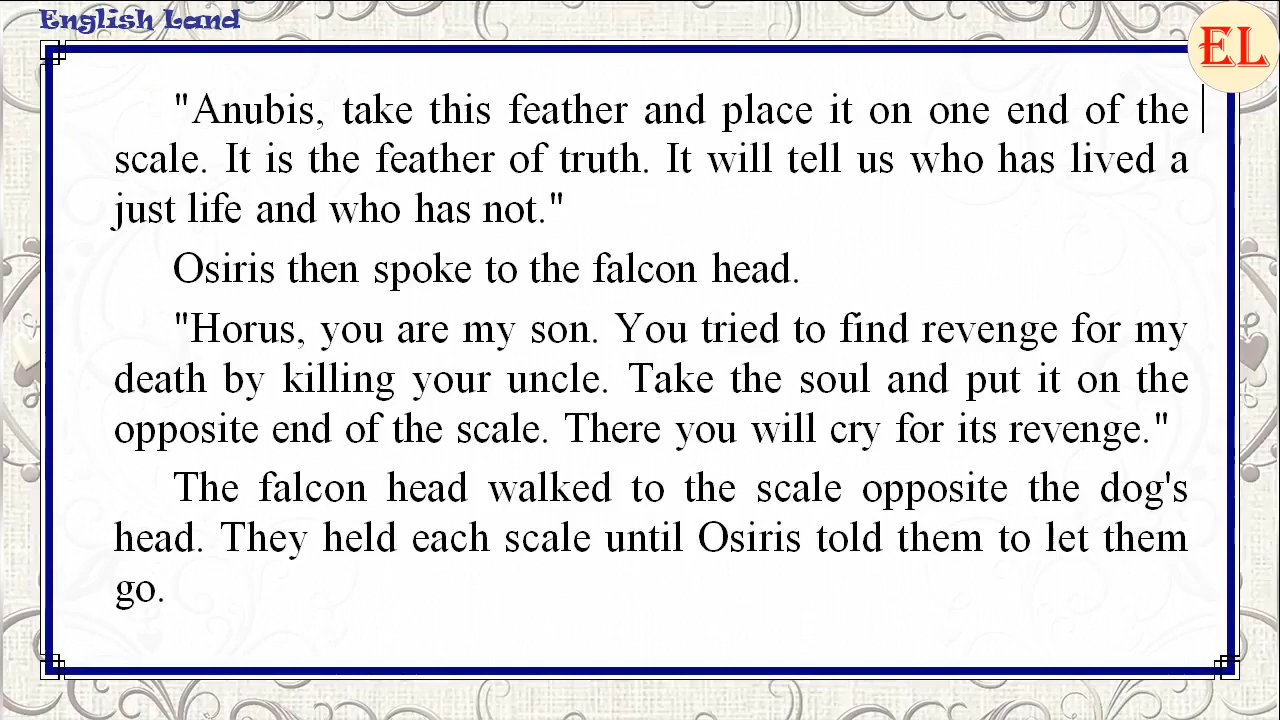 English Land
EL
"Anubis, take this feather and place it on one end of the
scale. It is the feather of truth. It will tell us who has lived a
just life and who has not."
Osiris then spoke to the falcon head.
"Horus, you are my son. You tried to find revenge for my
death by killing your uncle. Take the soul and put it on the
opposite end of the scale. There you will cry for its revenge."
The falcon head walked to the scale opposite the dog's
head. They held each scale until Osiris told them to let them
go.